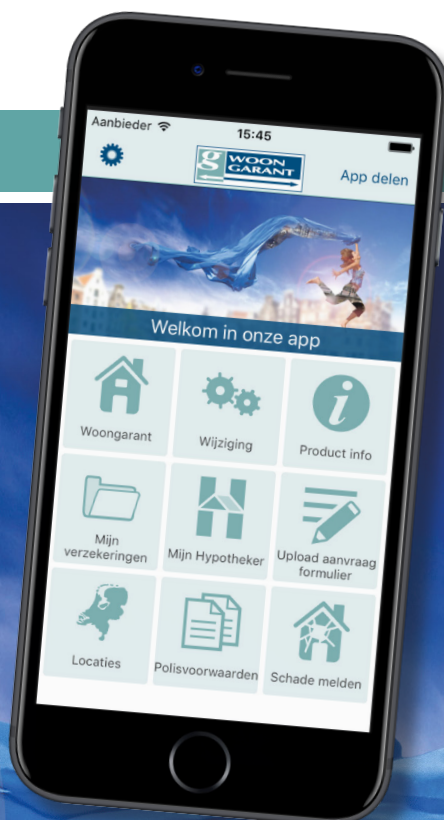 Aanbieder
15:45
g WOON
GARANT
App delen
Welkom in onze app
Woongarant
Wijziging
Product info
Mijn
verzekeringen
Mijn Hypotheker
Upload aanvraag
formulier
Locaties
Polisvoorwaarden
Schade melden